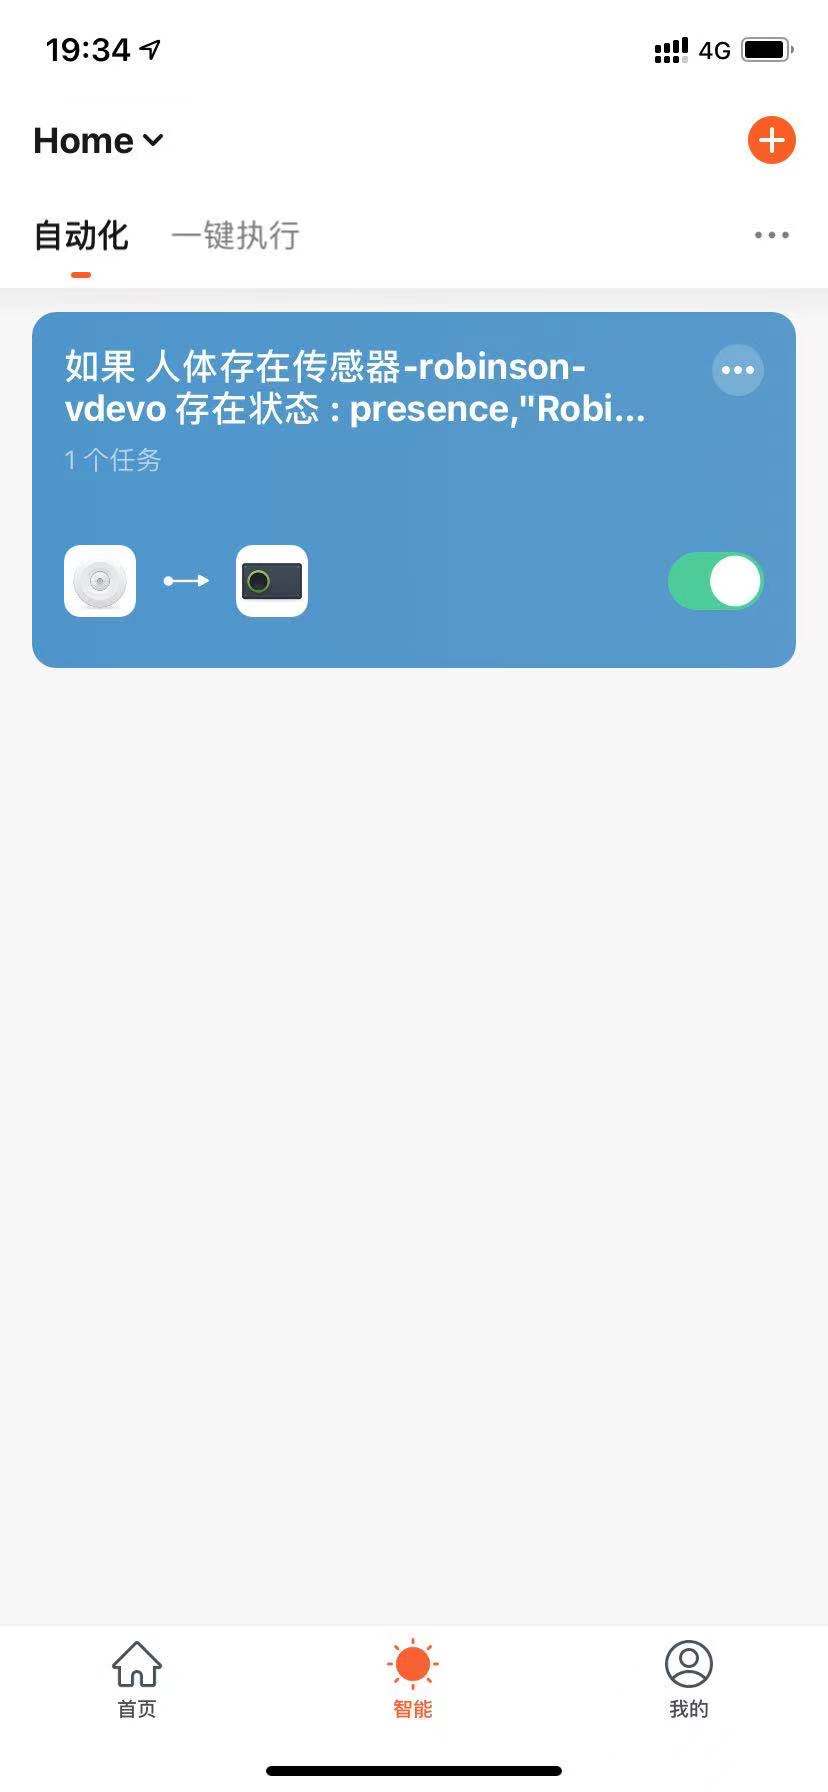 19:34
4G
Home
自动化 一键执行
如果 人体存在传感器-robinson-
vdevo 存在状态 : presence,"Robi...
1 个任务
首页 智能 我的